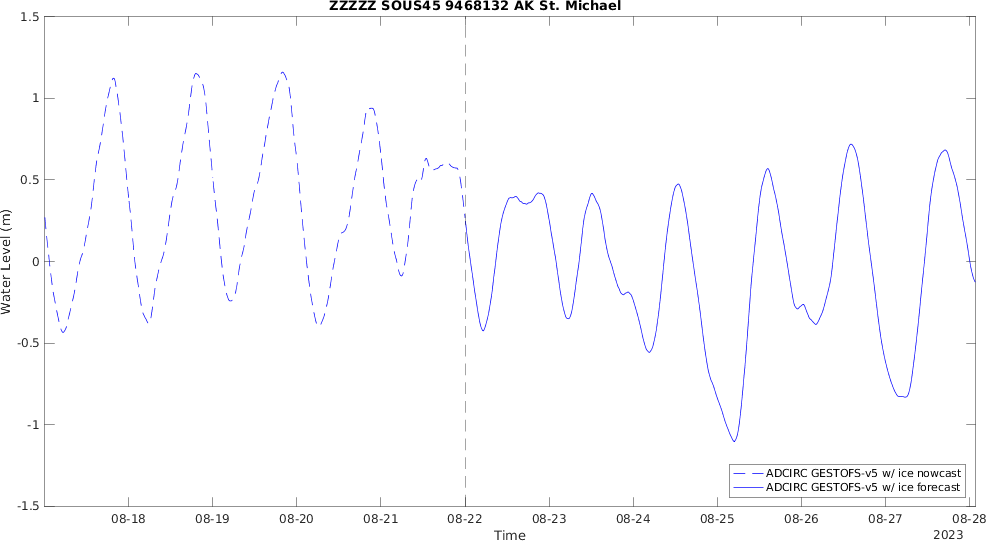 ZZZZZ SOUS45 9468132 AK St. Michael
1.5
1
0.5
0
-0.5
-1
-1.5
Water Level (m)
08-18 08-19 08-20 08-21 08-22 08-23 08-24 08-25 08-26 08-27 08-28
Time
2023
ADCIRC GESTOFS-v5 w/ ice nowcast
ADCIRC GESTOFS-v5 w/ ice forecast